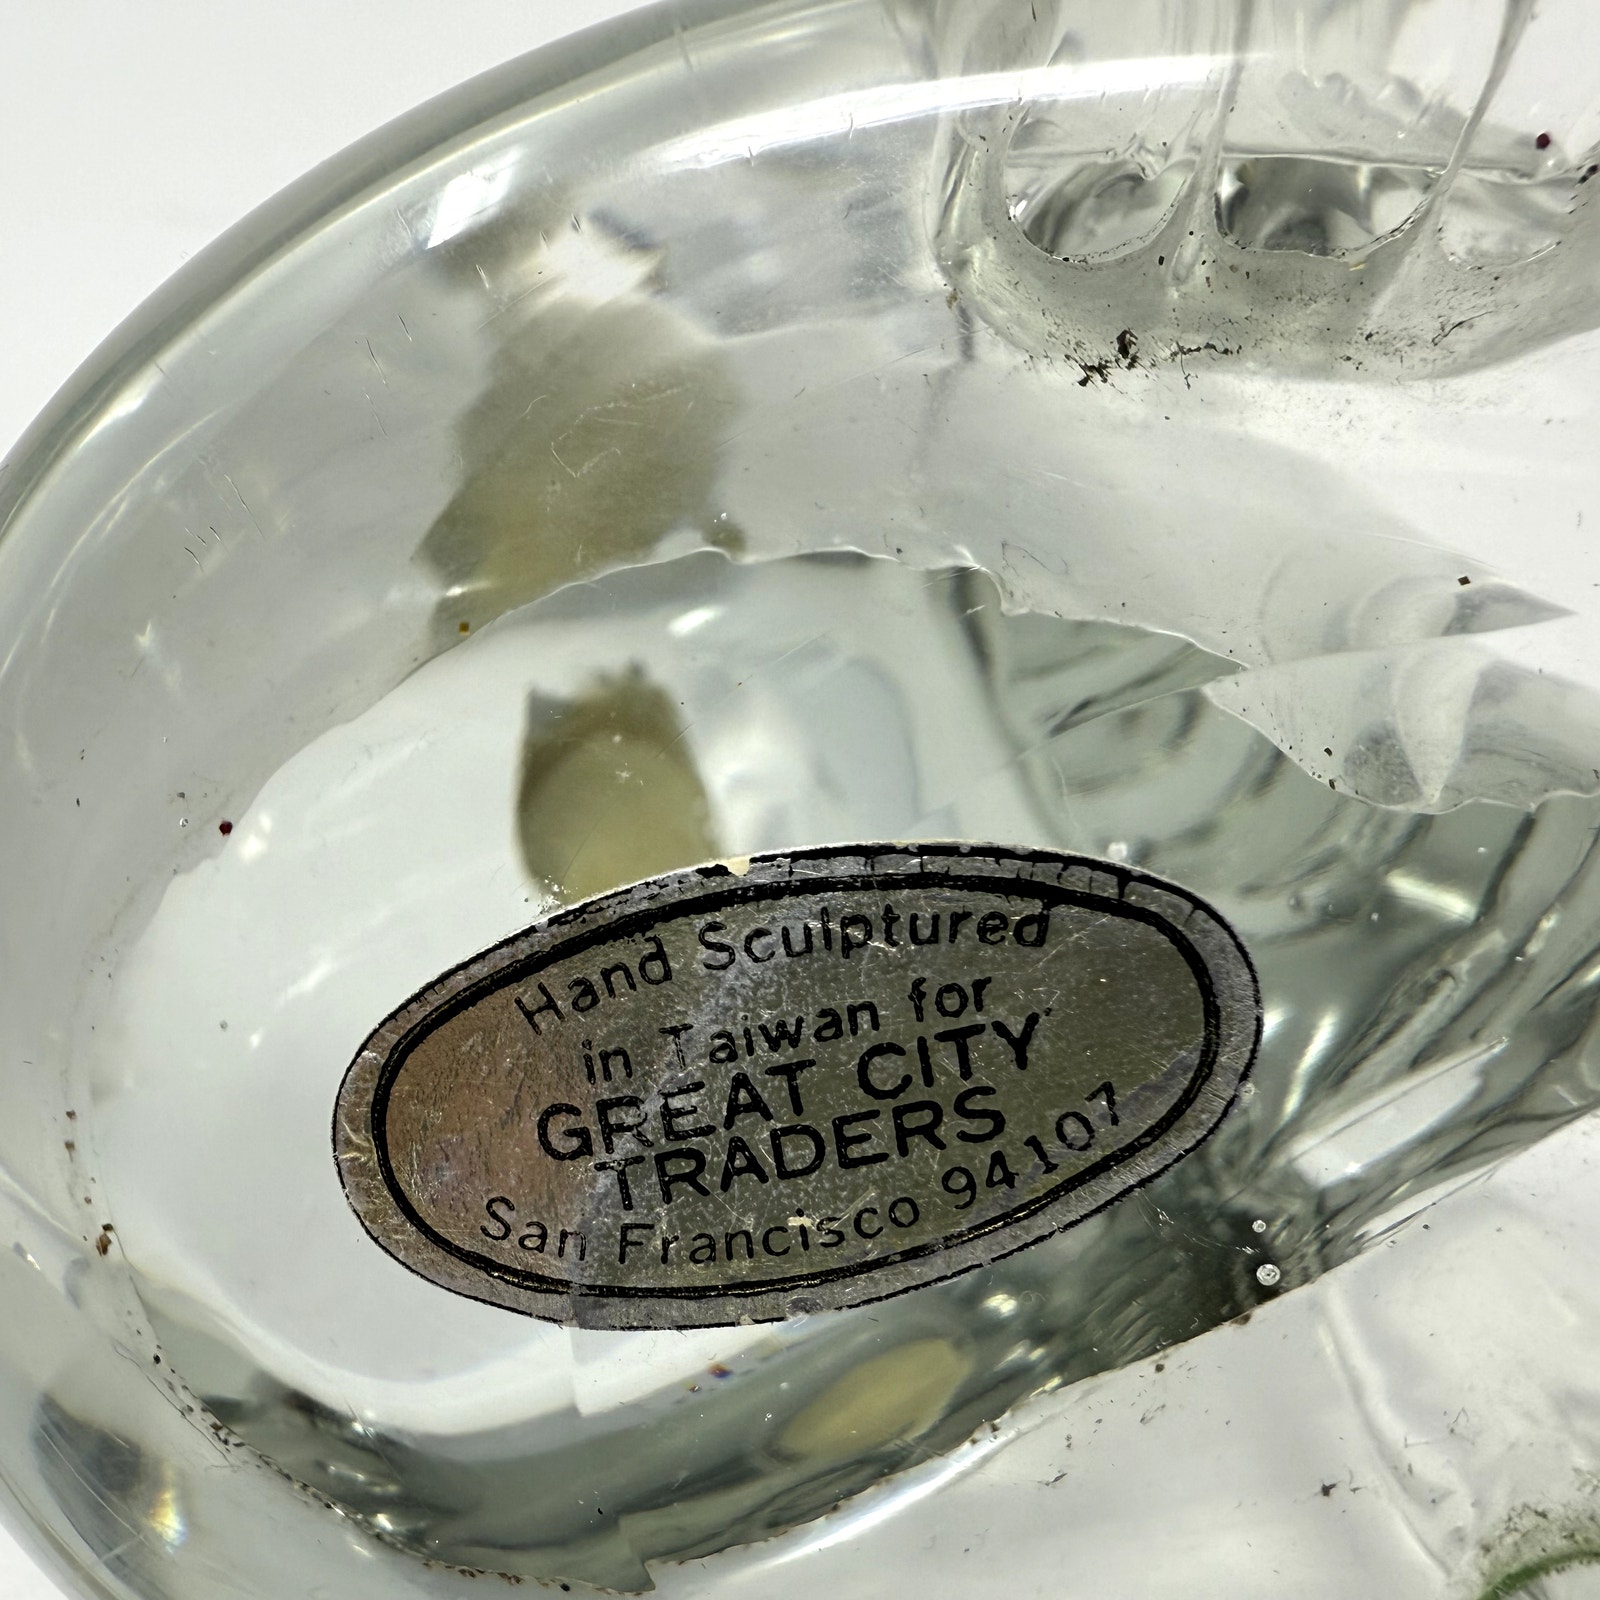 Hand Sculptured
in Taiwan for
GREAT CITY
TRADERS
San Francisco 94107